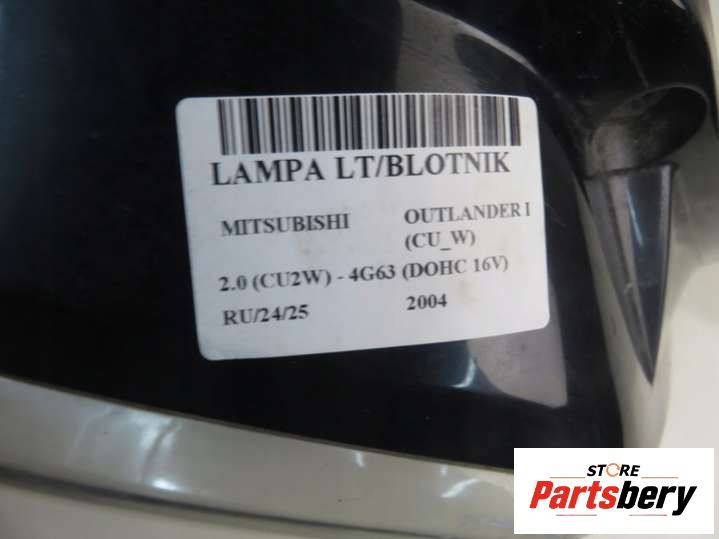 LAMPA LT/BLOTNIK
MITSUBISHI OUTLANDER I
(CU_W)
2.0 (CU2W) - 4G63 (DOHC 16V)
RU/24/25 2004
STORE
Partsbery